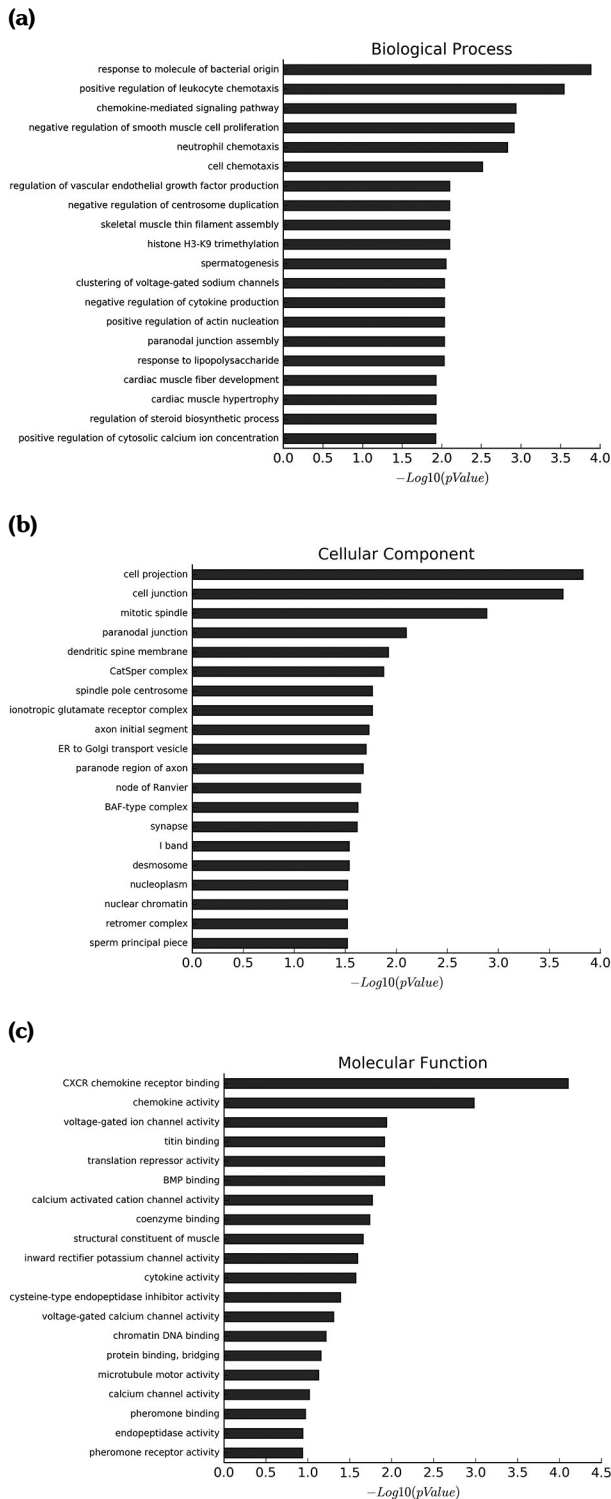 (a)
Biological Process
response to molecule of bacterial origin
positive regulation of leukocyte chemotaxis
chemokine-mediated signaling pathway
negative regulation of smooth muscle cell proliferation
neutrophil chemotaxis
cell chemotaxis
regulation of vascular endothelial growth factor production
negative regulation of centrosome duplication
skeletal muscle thin filament assembly
histone H3-K9 trimethylation
spermatogenesis
clustering of voltage-gated sodium channels
negative regulation of cytokine production
positive regulation of actin nucleation
paranodal junction assembly
response to lipopolysaccharide
cardiac muscle fiber development
cardiac muscle hypertrophy
regulation of steroid biosynthetic process
positive regulation of cytosolic calcium ion concentration
0.0 0.5 1.0 1.5 2.0 2.5 3.0 3.5 4.0
−Log10(pValue)
(b)
Cellular Component
cell projection
cell junction
mitotic spindle
paranodal junction
dendritic spine membrane
CatSper complex
spindle pole centrosome
ionotropic glutamate receptor complex
axon initial segment
ER to Golgi transport vesicle
paranode region of axon
node of Ranvier
BAF-type complex
synapse
I band
desmosome
nucleoplasm
nuclear chromatin
retromer complex
sperm principal piece
0.0 0.5 1.0 1.5 2.0 2.5 3.0 3.5 4.0
−Log10(pValue)
(c)
Molecular Function
CXCR chemokine receptor binding
chemokine activity
voltage-gated ion channel activity
titin binding
translation repressor activity
BMP binding
calcium activated cation channel activity
coenzyme binding
structural constituent of muscle
inward rectifier potassium channel activity
cytokine activity
cysteine-type endopeptidase inhibitor activity
voltage-gated calcium channel activity
chromatin DNA binding
protein binding, bridging
microtubule motor activity
calcium channel activity
pheromone binding
endopeptidase activity
pheromone receptor activity
0.0 0.5 1.0 1.5 2.0 2.5 3.0 3.5 4.0 4.5
−Log10(pValue)